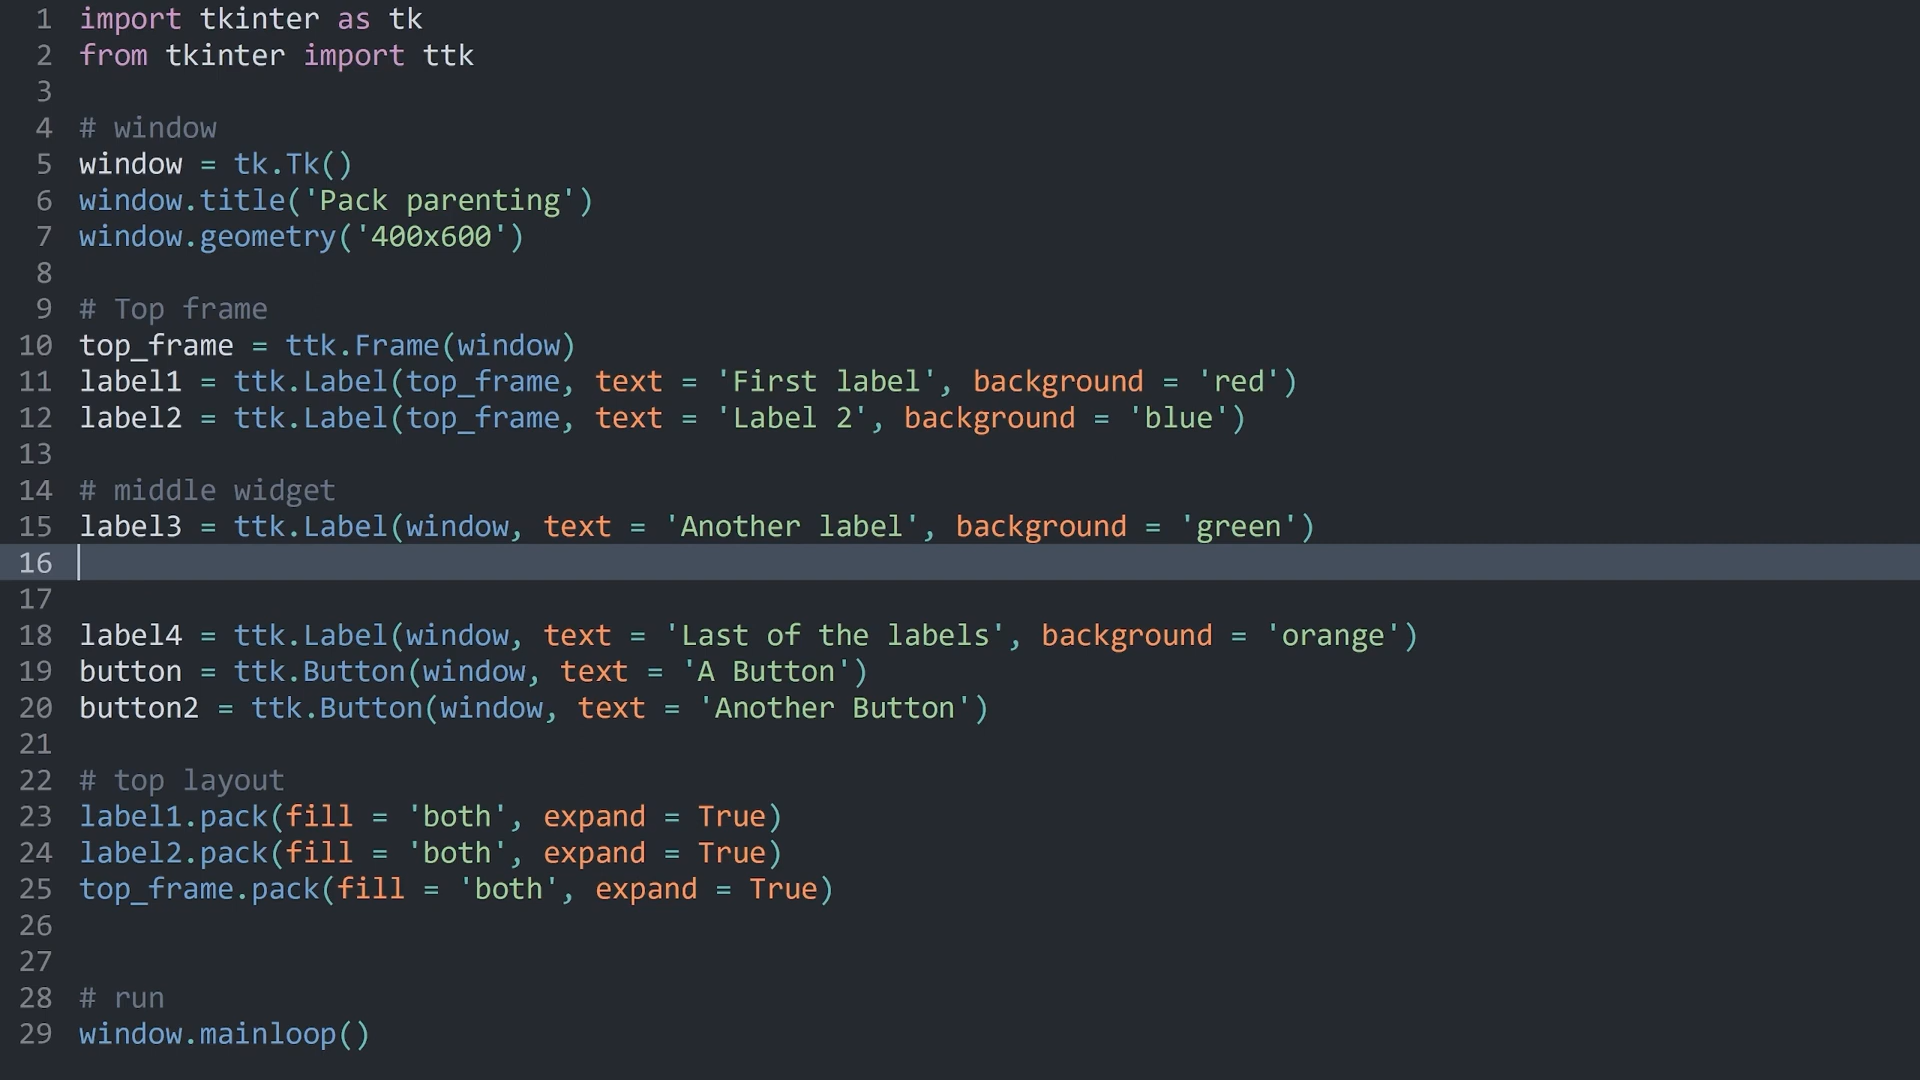 1 import tkinter as tk
2 from tkinter import ttk
3
4 # window
5 window = tk.Tk()
6 window.title('Pack parenting')
7 window.geometry('400x600')
8
9 # Top frame
10 top_frame = ttk.Frame(window)
11 label1 = ttk.Label(top_frame, text = 'First label', background = 'red')
12 label2 = ttk.Label(top_frame, text = 'Label 2', background = 'blue')
13
14 # middle widget
15 label3 = ttk.Label(window, text = 'Another label', background = 'green')
16
17
18 label4 = ttk.Label(window, text = 'Last of the labels', background = 'orange')
19 button = ttk.Button(window, text = 'A Button')
20 button2 = ttk.Button(window, text = 'Another Button')
21
22 # top layout
23 label1.pack(fill = 'both', expand = True)
24 label2.pack(fill = 'both', expand = True)
25 top_frame.pack(fill = 'both', expand = True)
26
27
28 # run
29 window.mainloop()